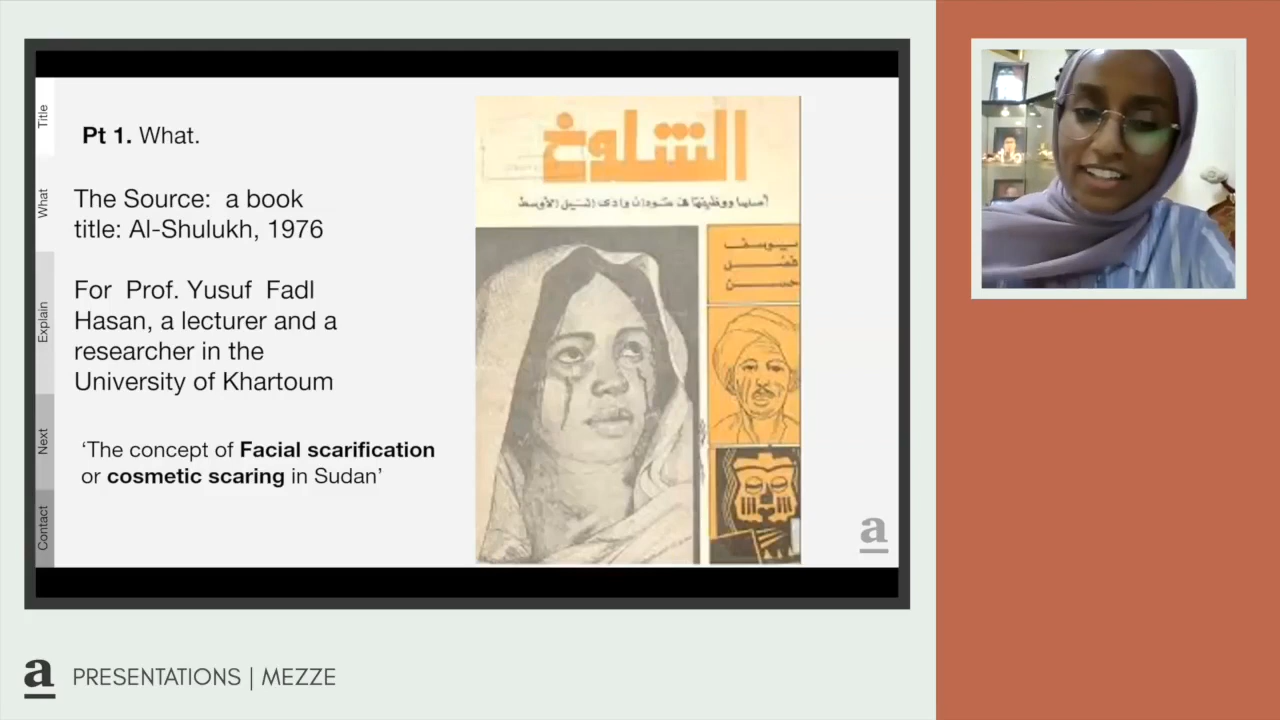 Title
What
Explain
Next
Contact
Pt 1. What.
The Source: a book
title: Al-Shulukh, 1976
For Prof. Yusuf Fadl
Hasan, a lecturer and a
researcher in the
University of Khartoum
‘The concept of Facial scarification
or cosmetic scaring in Sudan’
الشلوخ
أصلها ووظيفتها في سودان وادى النيل الأوسط
يوسف
فضل
حسن
a
a PRESENTATIONS | MEZZE